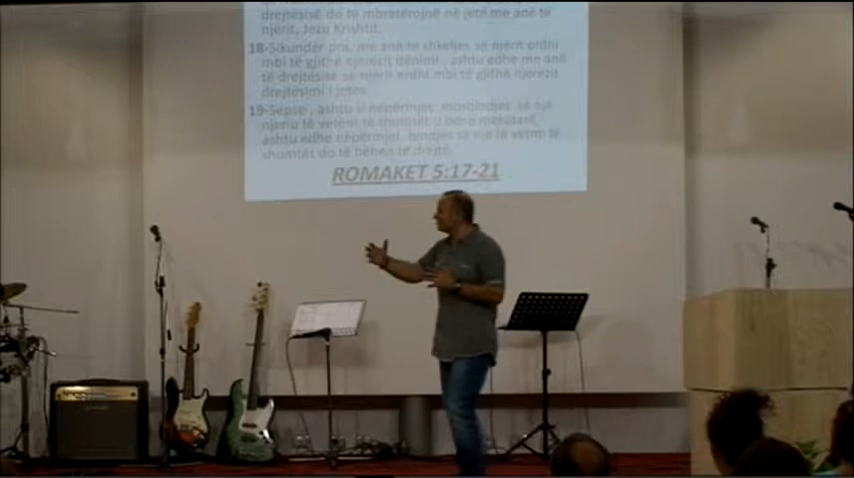 drejtësisë do të mbretërojnë në jetë me anë të
njërit, Jezu Krishtit.
18-Sikundër pra, me anë të shkeljes së njërit erdhi
mbi të gjithë njerëzit dënimi, ashtu edhe me anë
të drejtësisë së njërit erdhi mbi të gjithë njerëzit
drejtësimi i jetës.
19-Sepse, ashtu si nëpërmjet mosbindjes së një
njeriu të vetëm të shumtët u bënë mëkatarë,
ashtu edhe nëpërmjet bindjes së një të vetmi të
shumtët do të bëhen të drejtë.
ROMAKET 5:17-21